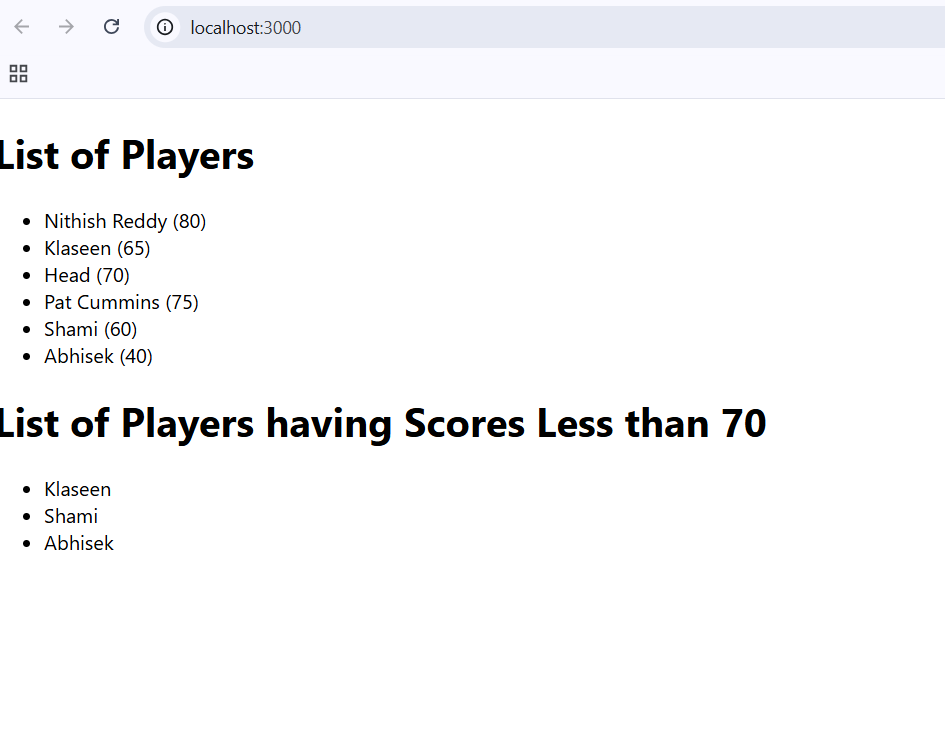 localhost:3000
List of Players
• Nithish Reddy (80)
• Klaseen (65)
• Head (70)
• Pat Cummins (75)
• Shami (60)
• Abhisek (40)
List of Players having Scores Less than 70
• Klaseen
• Shami
• Abhisek